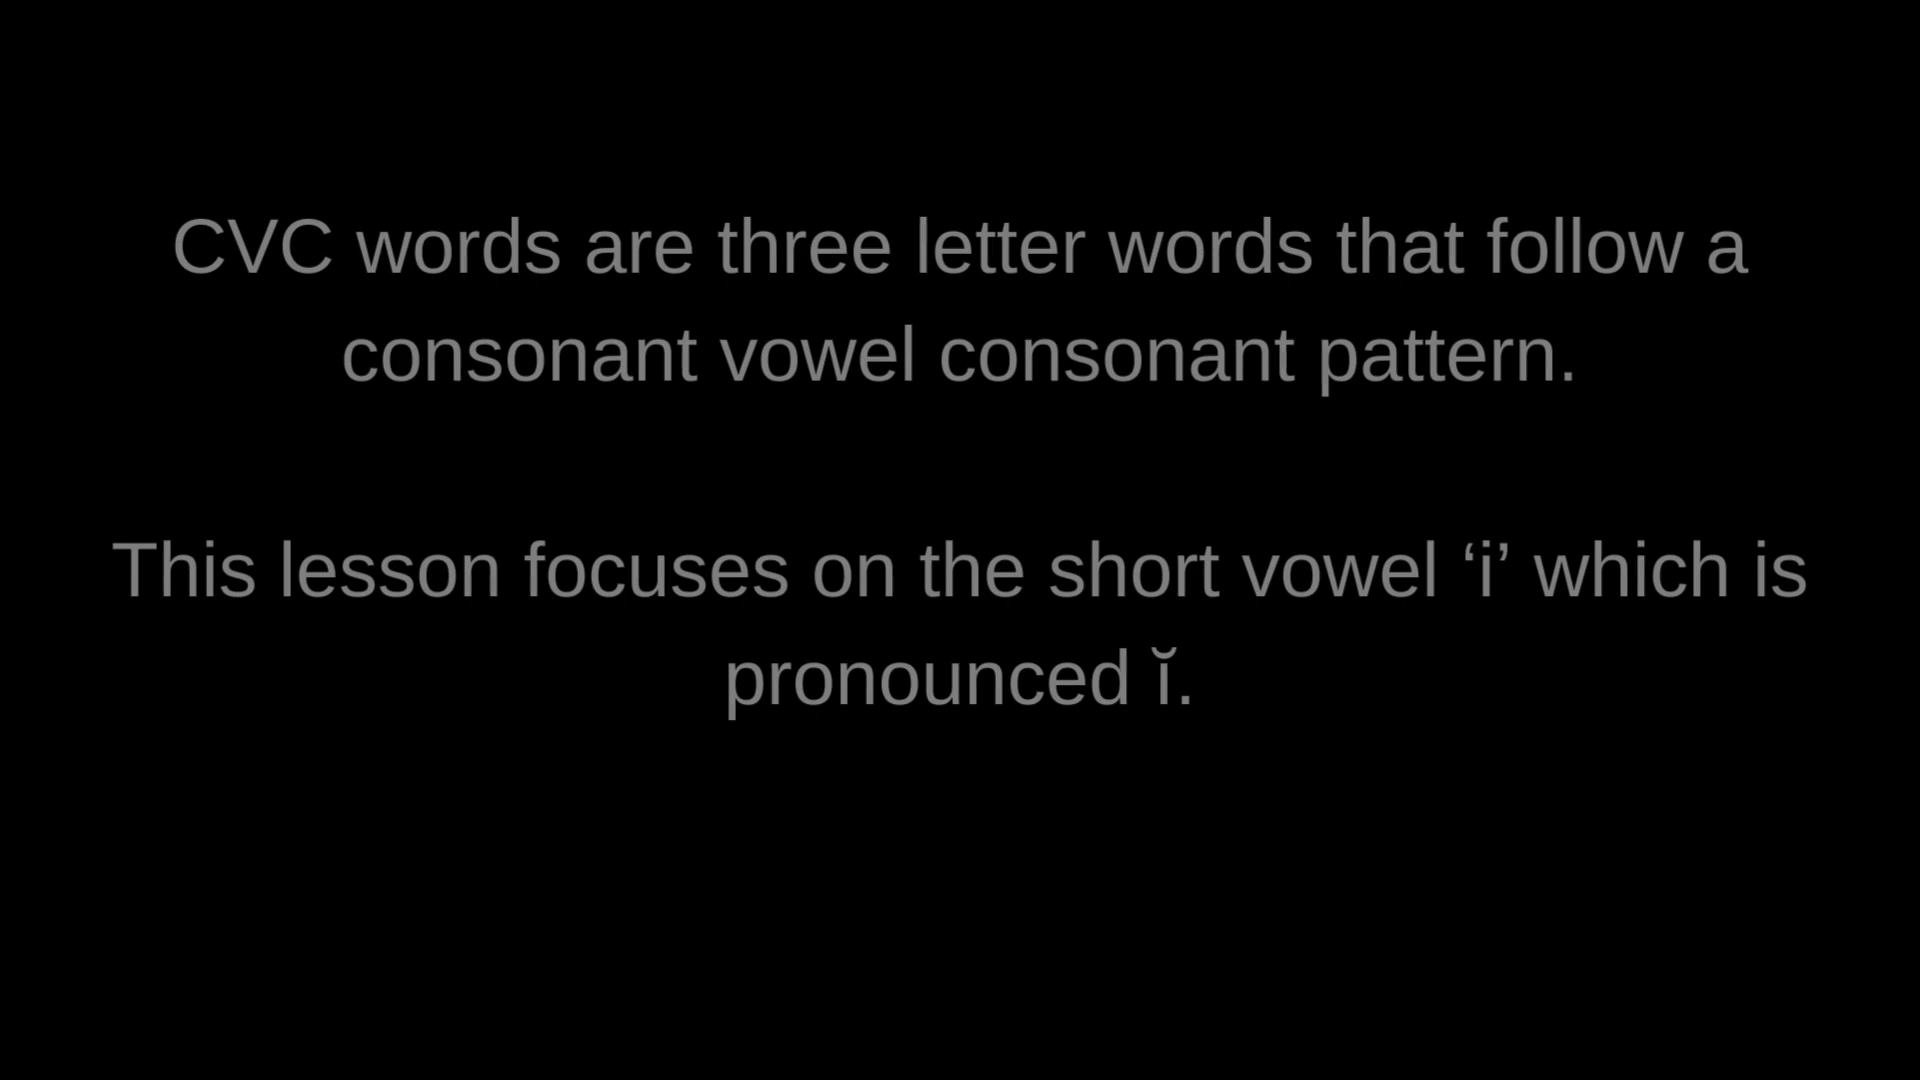 CVC words are three letter words that follow a
consonant vowel consonant pattern.
This lesson focuses on the short vowel ‘i’ which is
pronounced ĭ.